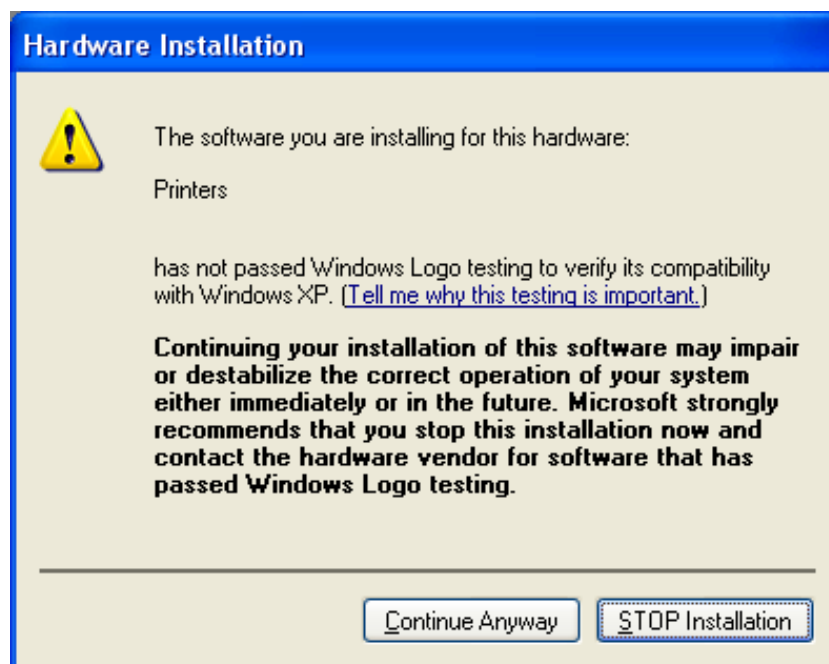 Hardware Installation
The software you are installing for this hardware:
Printers
has not passed Windows Logo testing to verify its compatibility
with Windows XP. (Tell me why this testing is important.)
Continuing your installation of this software may impair
or destabilize the correct operation of your system
either immediately or in the future. Microsoft strongly
recommends that you stop this installation now and
contact the hardware vendor for software that has
passed Windows Logo testing.
Continue Anyway
STOP Installation